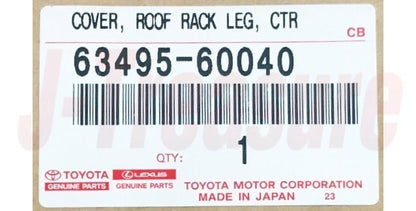 COVER, ROOF RACK LEG, CTR
CB
63495-60040
QTY: 1
TOYOTA LEXUS
GENUINE PARTS GENUINE PARTS
TOYOTA MOTOR CORPORATION
MADE IN JAPAN 23
J-Treasure